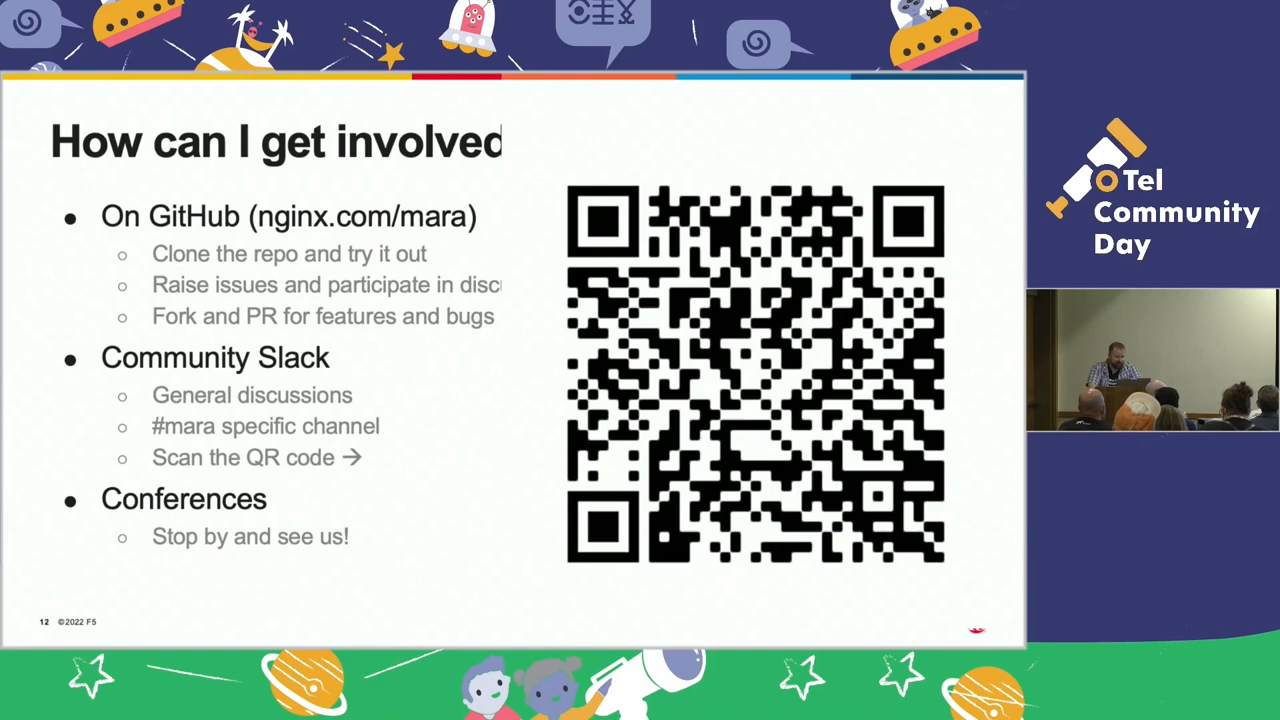 How can I get involved
On GitHub (nginx.com/mara)
Clone the repo and try it out
Raise issues and participate in disc
Fork and PR for features and bugs
Community Slack
General discussions
#mara specific channel
Scan the QR code →
Conferences
Stop by and see us!
12 ©2022 F5
OTel
Community
Day